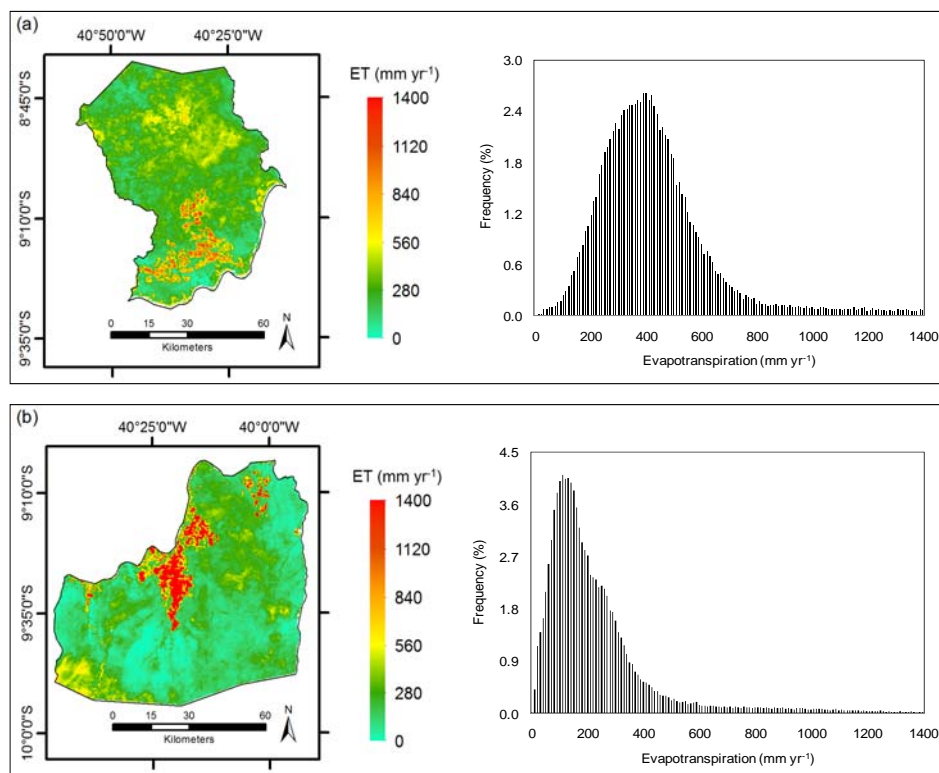 (a)
40°50'0"W 40°25'0"W
8°45'0"S
9°10'0"S
9°35'0"S
ET (mm yr-1)
1400
1120
840
560
280
0
0 15 30 60
Kilometers
N
3.0
2.4
1.8
1.2
0.6
0.0
Frequency (%)
0 200 400 600 800 1000 1200 1400
Evapotranspiration (mm yr-1)
(b)
40°25'0"W 40°0'0"W
9°10'0"S
9°35'0"S
10°0'0"S
ET (mm yr-1)
1400
1120
840
560
280
0
0 15 30 60
Kilometers
N
4.5
3.6
2.7
1.8
0.9
0.0
Frequency (%)
0 200 400 600 800 1000 1200 1400
Evapotranspiration (mm yr-1)